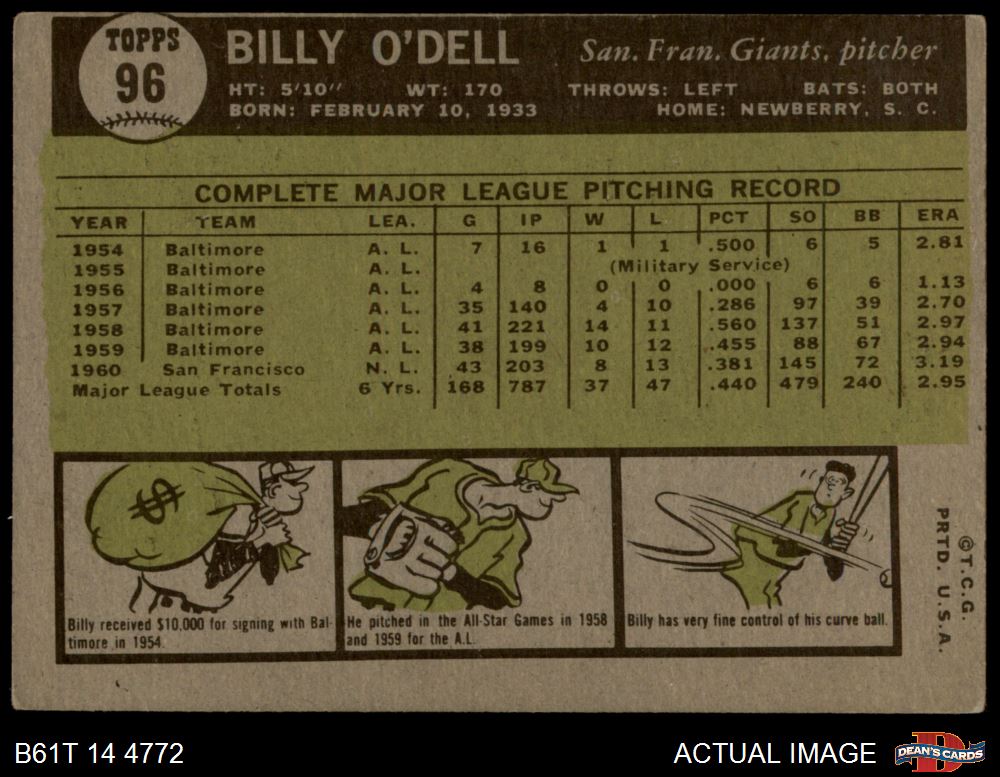 TOPPS
96
BILLY O'DELL
San. Fran. Giants, pitcher
HT: 5'10" WT: 170 THROWS: LEFT BATS: BOTH
BORN: FEBRUARY 10, 1933 HOME: NEWBERRY, S. C.
COMPLETE MAJOR LEAGUE PITCHING RECORD
YEAR TEAM LEA. G IP W L PCT SO BB ERA
1954 Baltimore A. L. 7 16 1 1 .500 6 5 2.81
1955 Baltimore A. L. (Military Service)
1956 Baltimore A. L. 4 8 0 0 .000 6 6 1.13
1957 Baltimore A. L. 35 140 4 10 .286 97 39 2.70
1958 Baltimore A. L. 41 221 14 11 .560 137 51 2.97
1959 Baltimore A. L. 38 199 10 12 .455 88 67 2.94
1960 San Francisco N. L. 43 203 8 13 .381 145 72 3.19
Major League Totals 6 Yrs. 168 787 37 47 .440 479 240 2.95
$
Billy received $10,000 for signing with Bal-
timore in 1954.
He pitched in the All-Star Games in 1958
and 1959 for the A.L.
Billy has very fine control of his curve ball.
© T.C.G.
PRTD. U.S.A.
B61T 14 4772
ACTUAL IMAGE
DEAN'S CARDS